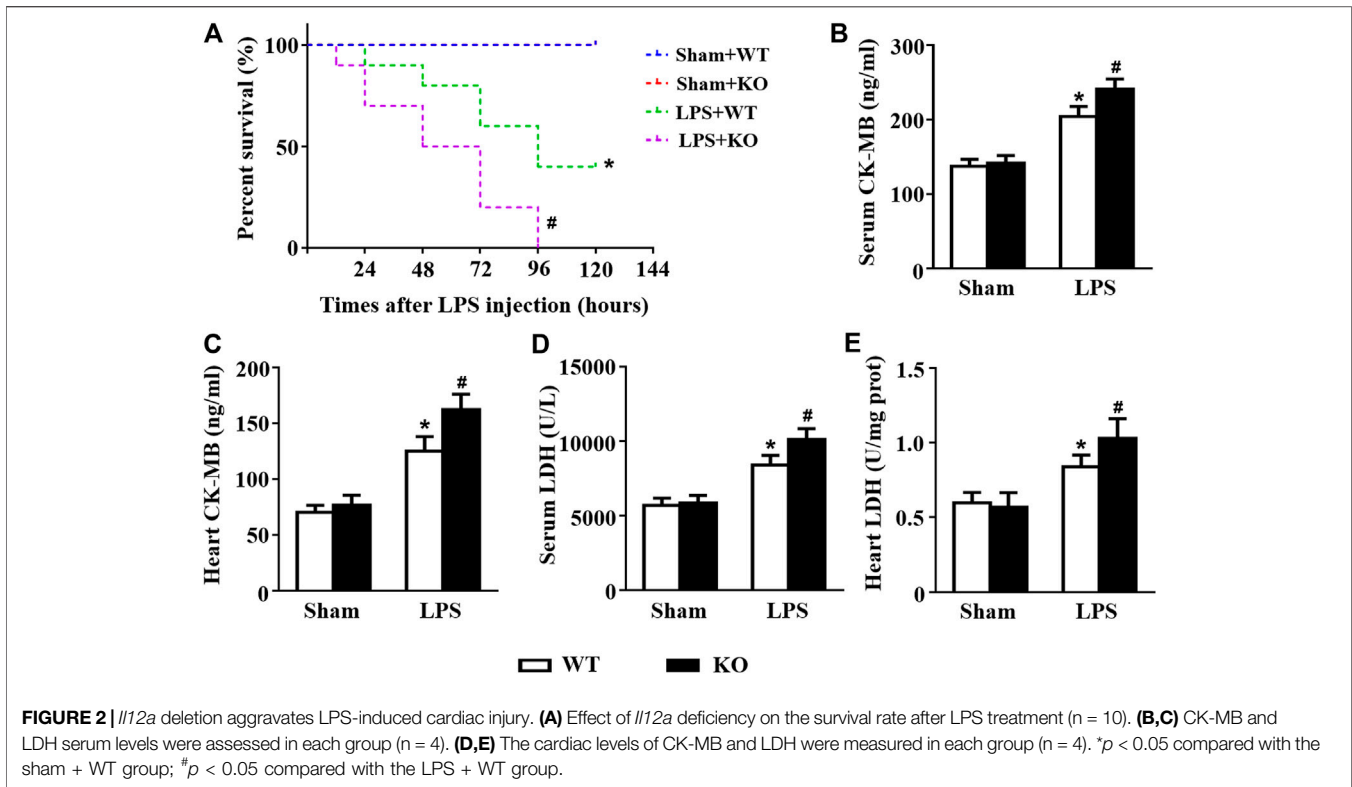 A
Percent survival (%)
100
50
0
24 48 72 96 120 144
Times after LPS injection (hours)
Sham+WT
Sham+KO
LPS+WT
LPS+KO
*
#
B
Serum CK-MB (ng/ml)
300
200
100
0
*
#
Sham LPS
C
Heart CK-MB (ng/ml)
200
150
100
50
0
*
#
Sham LPS
D
Serum LDH (U/L)
15000
10000
5000
0
*
#
Sham LPS
E
Heart LDH (U/mg prot)
1.5
1.0
0.5
0.0
*
#
Sham LPS
WT KO
FIGURE 2 | Il12a deletion aggravates LPS-induced cardiac injury. (A) Effect of Il12a deficiency on the survival rate after LPS treatment (n = 10). (B,C) CK-MB and
LDH serum levels were assessed in each group (n = 4). (D,E) The cardiac levels of CK-MB and LDH were measured in each group (n = 4). *p < 0.05 compared with the
sham + WT group; #p < 0.05 compared with the LPS + WT group.